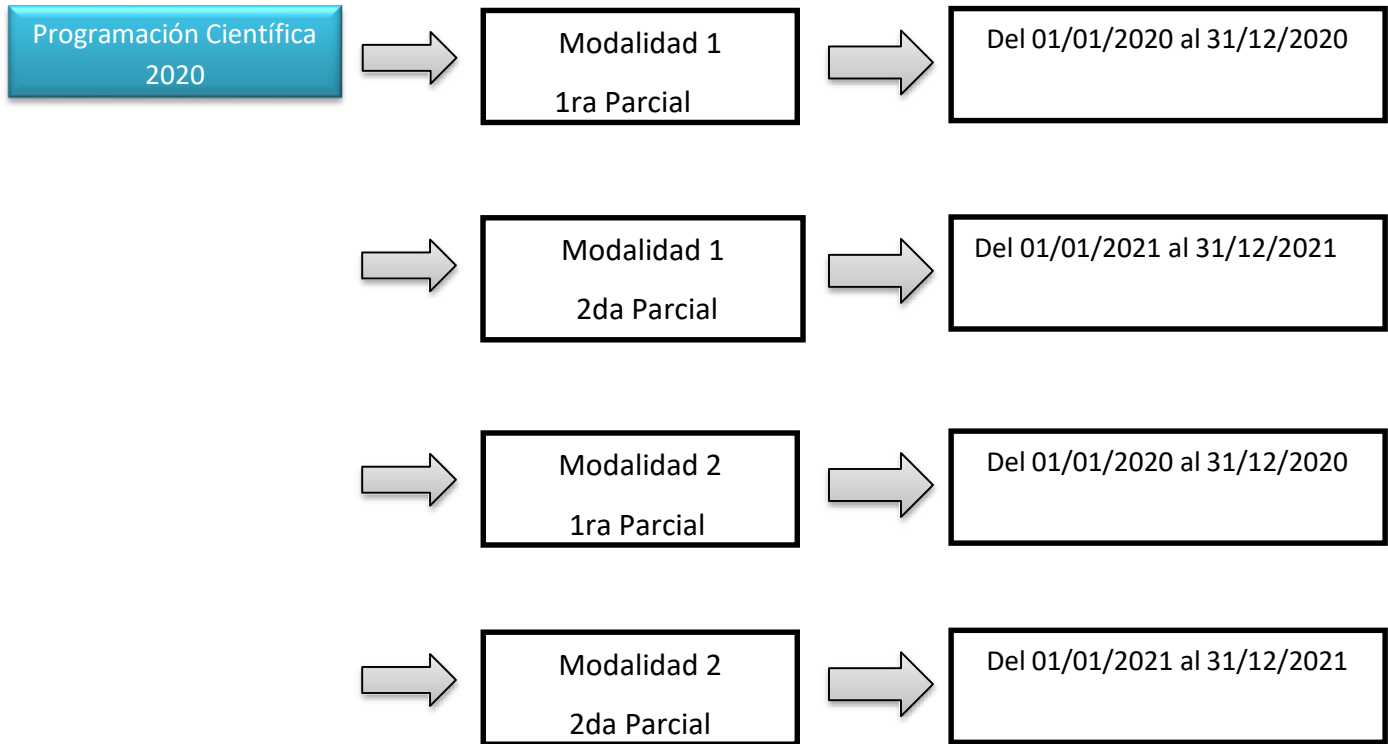 Programación Científica
2020
Modalidad 1
1ra Parcial
Del 01/01/2020 al 31/12/2020
Modalidad 1
2da Parcial
Del 01/01/2021 al 31/12/2021
Modalidad 2
1ra Parcial
Del 01/01/2020 al 31/12/2020
Modalidad 2
2da Parcial
Del 01/01/2021 al 31/12/2021